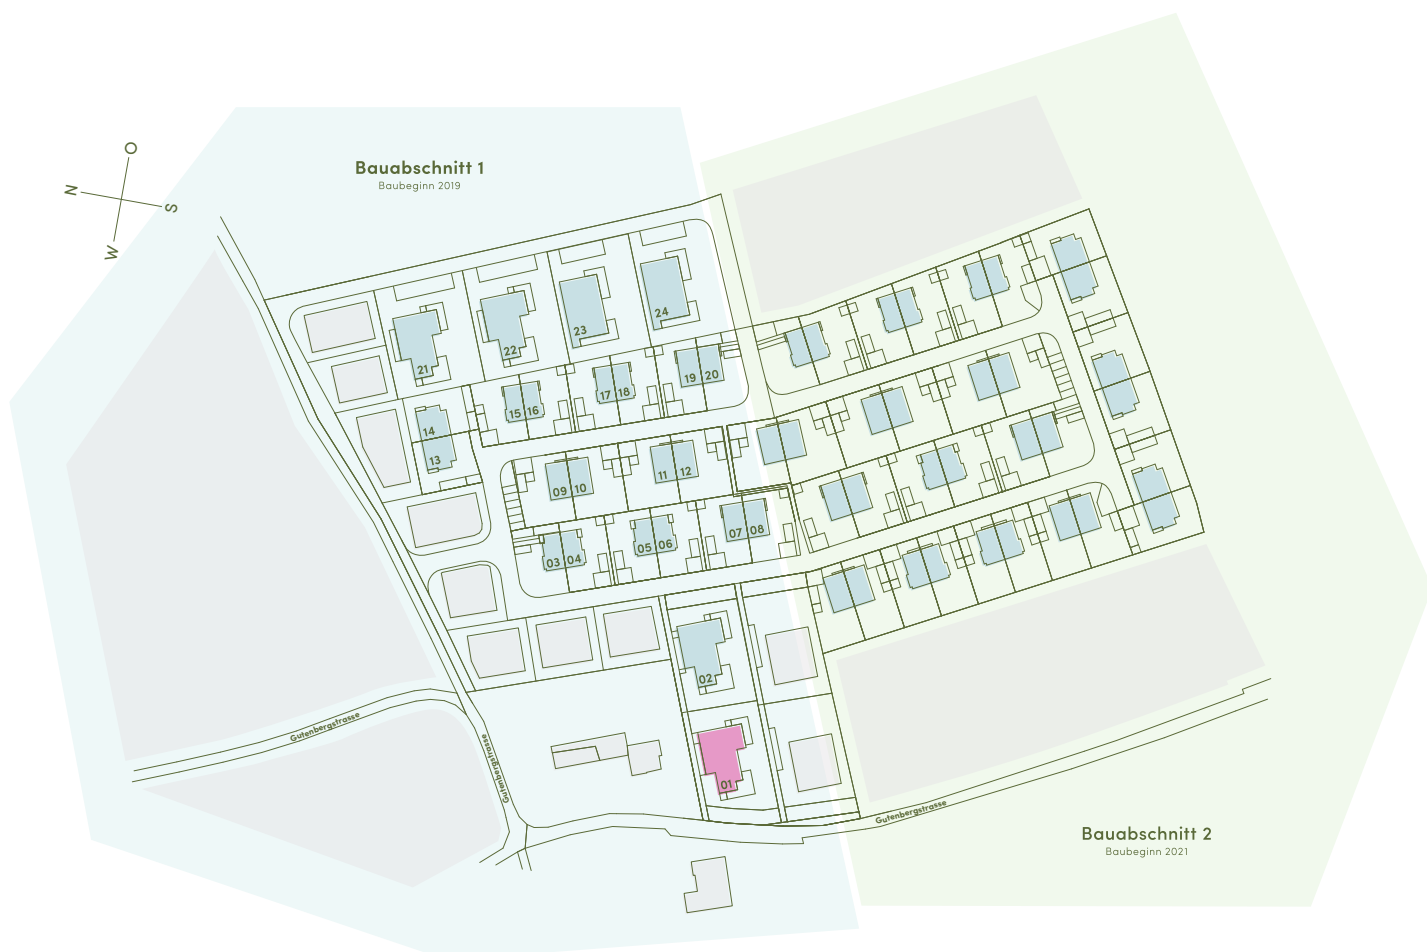 Bauabschnitt 1
Baubeginn 2019
O
N
S
W
24
23
22
21
19 20
17 18
15 16
14
13
11 12
09 10
07 08
05 06
03 04
02
01
Gutenbergstrasse
Gutenbergstrasse
Gutenbergstrasse
Bauabschnitt 2
Baubeginn 2021